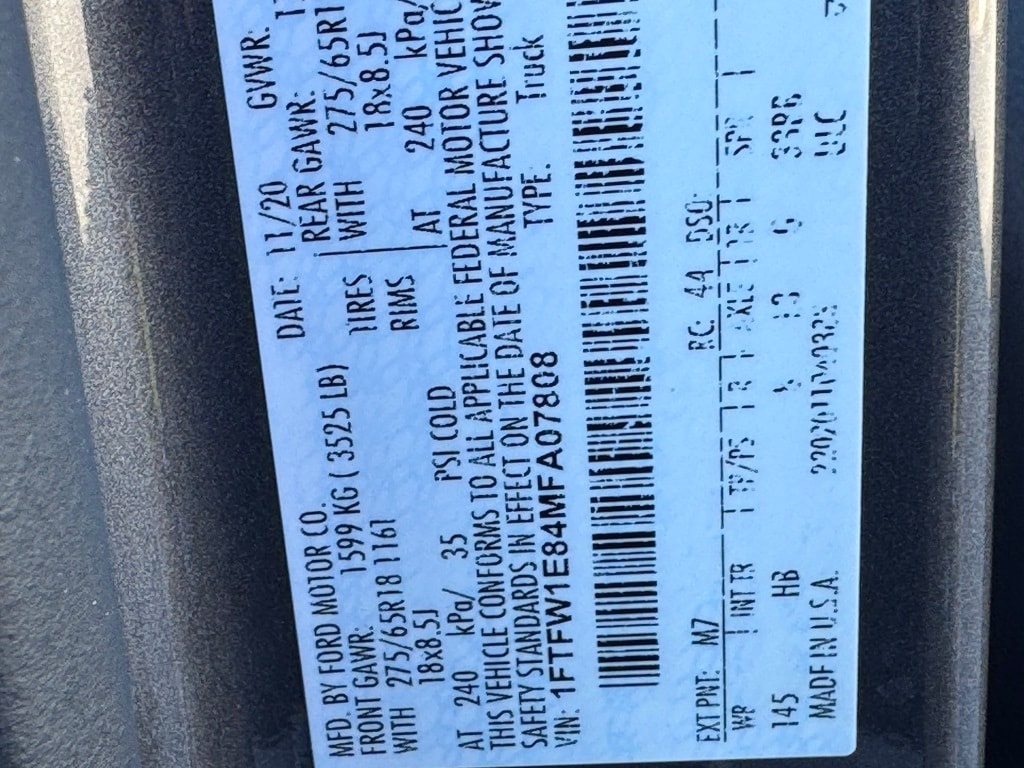 MFD. BY FORD MOTOR CO. DATE: 11/20 GVWR:
FRONT GAWR: 1599 KG ( 3525 LB) REAR GAWR:
WITH 275/65R18 116T TIRES WITH 275/65R1
18x8.5J RIMS 18x8.5J
AT 240 kPa/ 35 PSI COLD AT 240 kPa/
THIS VEHICLE CONFORMS TO ALL APPLICABLE FEDERAL MOTOR VEHIC
SAFETY STANDARDS IN EFFECT ON THE DATE OF MANUFACTURE SHOW
VIN: 1FTFW1E84MFA07808 TYPE: Truck
EXT PNT: M7 RC: 44 DSO:
WB INT TR TP/PS R AXLE TR SPR
145 HB 5
MADE IN U.S.A.